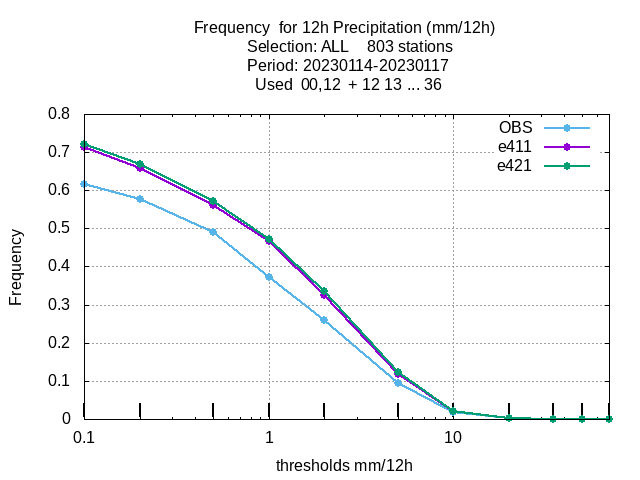 Frequency  for 12h Precipitation (mm/12h)
Selection: ALL    803 stations
Period: 20230114-20230117
Used  00,12  + 12 13 ... 36
OBS
e411
e421
0.8
0.7
0.6
0.5
0.4
0.3
0.2
0.1
0
Frequency
0.1 1 10
thresholds mm/12h